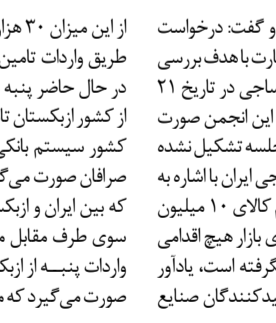 و گفت: درخواست
با هدف بررسی
ساجی در تاریخ ۲۱
این انجمن صورت
جلسه تشکیل نشده
جی ایران با اشاره به
کالای ۱۰ میلیون
ی بازار هیچ اقدامی
گرفته است، یادآور
یدکنندگان صنایع
از این میزان ۳۰ هزار
طریق واردات تامین
در حال حاضر پنبه
از کشور ازبکستان تا
کشور سیستم بانکی
صرافان صورت می‌گ
که بین ایران و ازبک
سوی طرف مقابل م
واردات پنبـــه از ازبک
صورت می‌گیرد که م